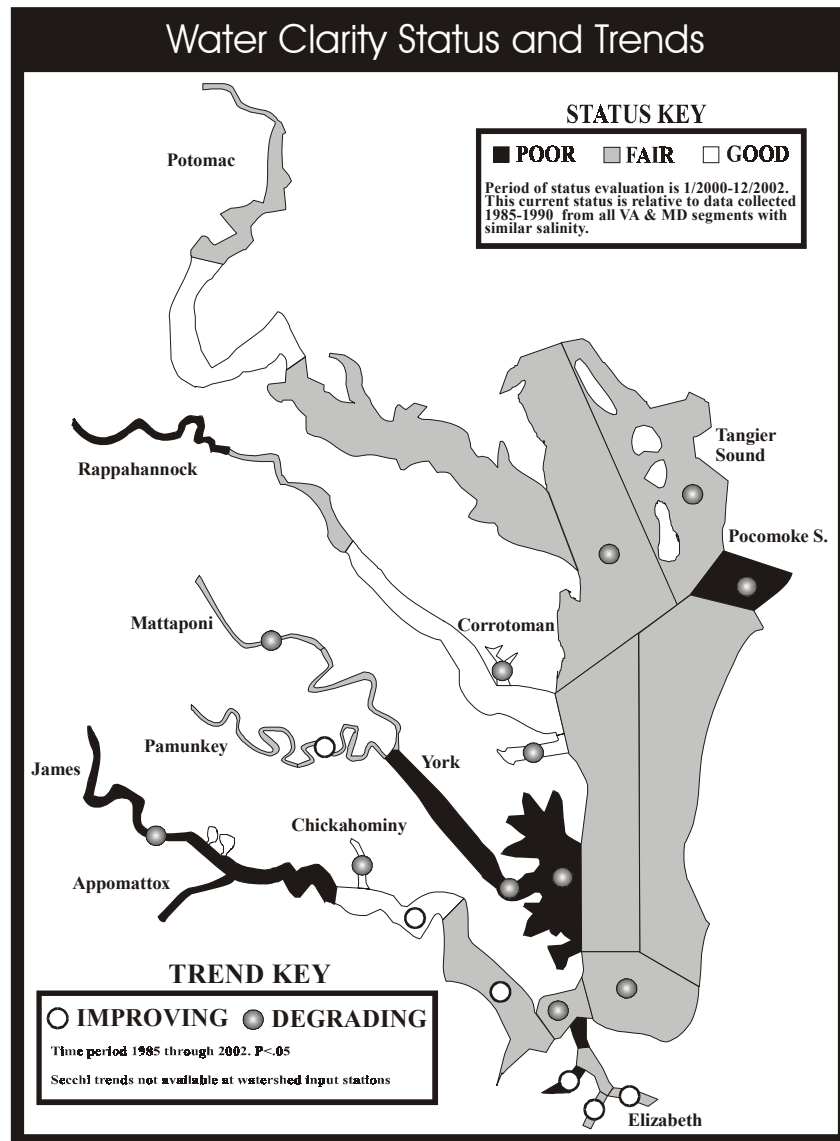 Water Clarity Status and Trends
STATUS KEY
POOR FAIR GOOD
Period of status evaluation is 1/2000-12/2002.
This current status is relative to data collected
1985-1990 from all VA & MD segments with
similar salinity.
Potomac
Tangier
Sound
Rappahannock
Pocomoke S.
Mattaponi
Corrotoman
Pamunkey
York
James
Chickahominy
Appomattox
TREND KEY
IMPROVING DEGRADING
Time period 1985 through 2002. P<.05
Secchi trends not available at watershed input stations
Elizabeth